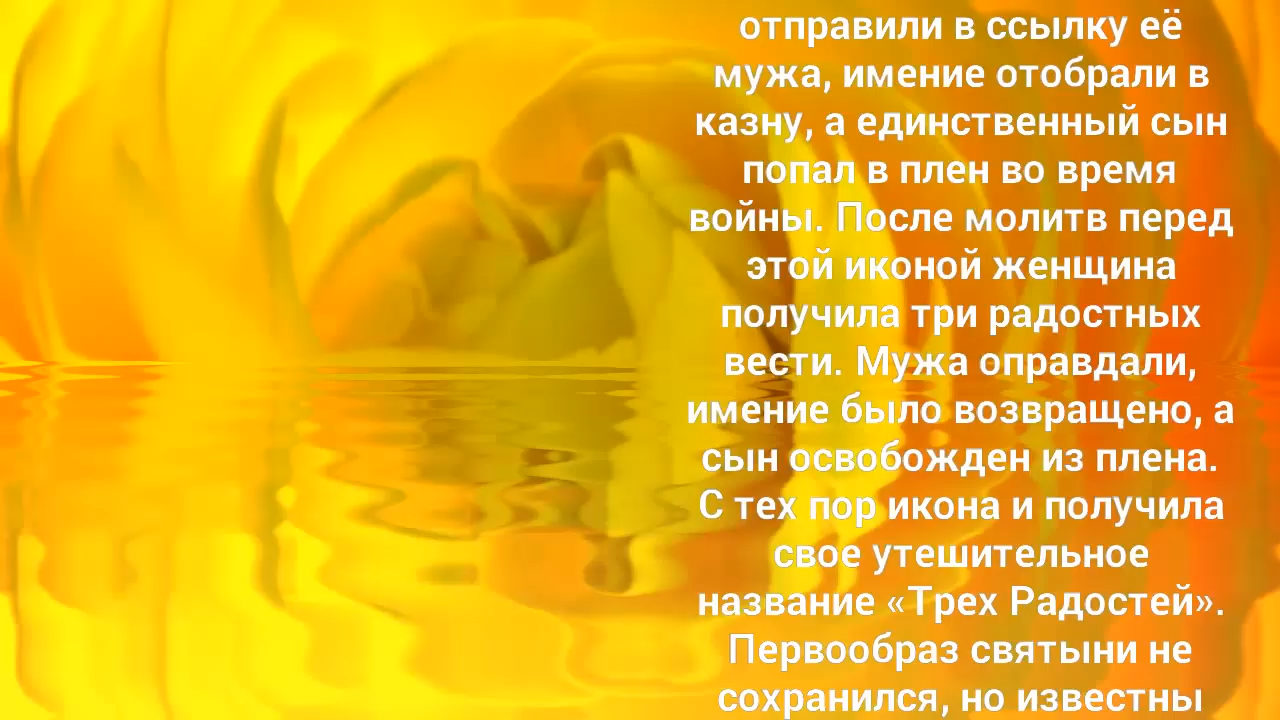 отправили в ссылку её
мужа, имение отобрали в
казну, а единственный сын
попал в плен во время
войны. После молитв перед
этой иконой женщина
получила три радостных
вести. Мужа оправдали,
имение было возвращено, а
сын освобожден из плена.
С тех пор икона и получила
свое утешительное
название «Трех Радостей».
Первообраз святыни не
сохранился, но известны